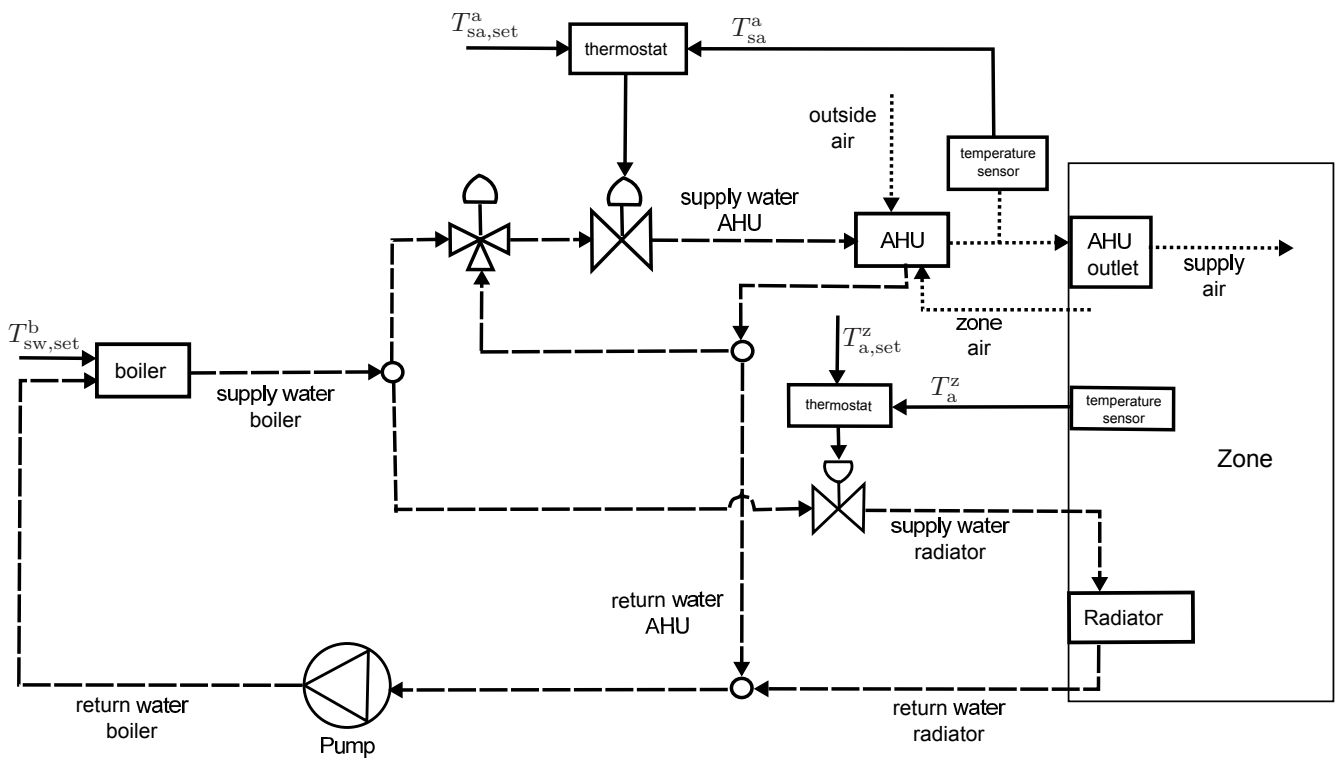 T^a_sa,set
thermostat
T^a_sa
outside
air
temperature
sensor
supply water
AHU
AHU
AHU
outlet
supply
air
zone
air
T^b_sw,set
boiler
supply water
boiler
T^z_a,set
thermostat
T^z_a
temperature
sensor
Zone
supply water
radiator
return water
AHU
Radiator
return water
boiler
Pump
return water
radiator